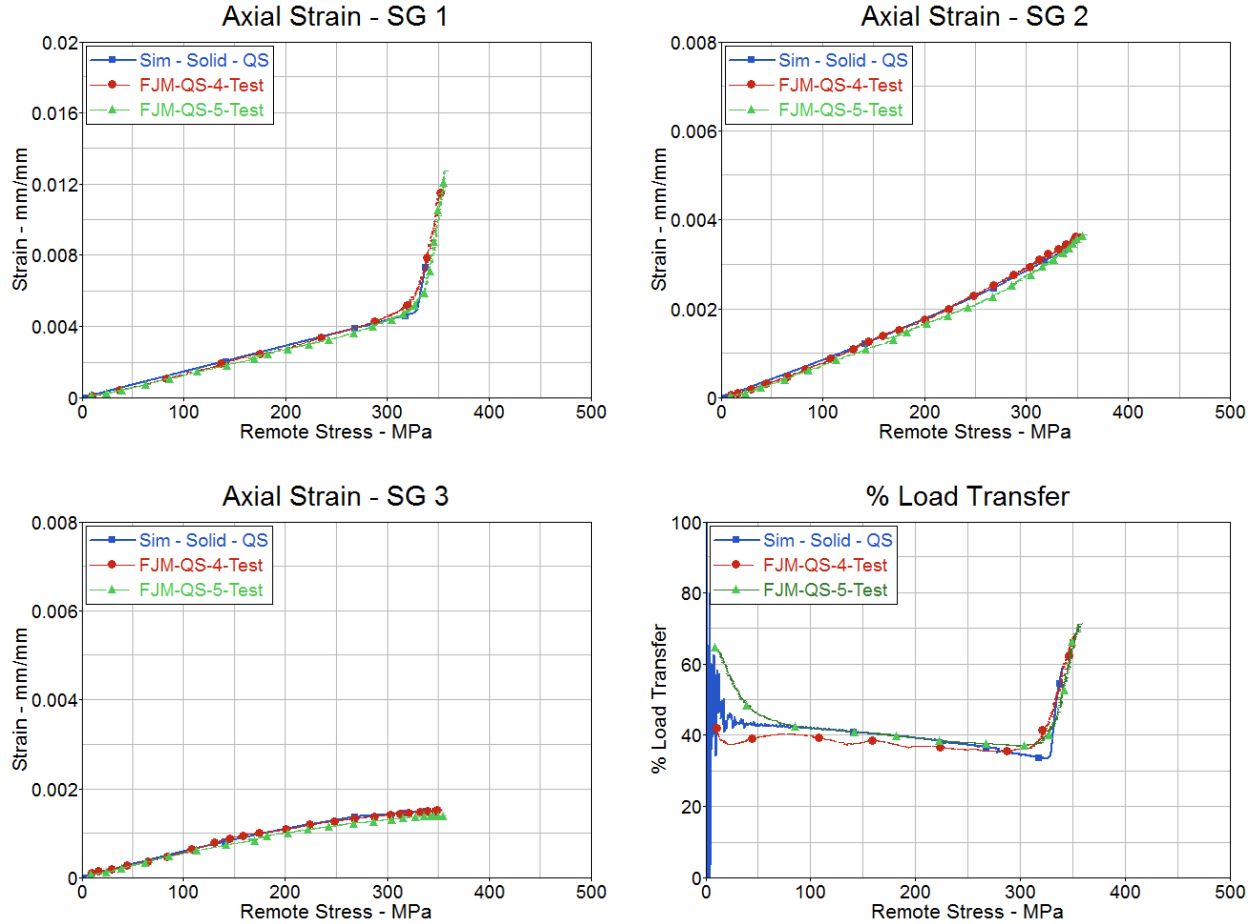 Axial Strain - SG 1
0.02
0.016
0.012
0.008
0.004
0
Strain - mm/mm
Sim - Solid - QS
FJM-QS-4-Test
FJM-QS-5-Test
0 100 200 300 400 500
Remote Stress - MPa
Axial Strain - SG 2
0.008
0.006
0.004
0.002
0
Strain - mm/mm
Sim - Solid - QS
FJM-QS-4-Test
FJM-QS-5-Test
0 100 200 300 400 500
Remote Stress - MPa
Axial Strain - SG 3
0.008
0.006
0.004
0.002
0
Strain - mm/mm
Sim - Solid - QS
FJM-QS-4-Test
FJM-QS-5-Test
0 100 200 300 400 500
Remote Stress - MPa
% Load Transfer
100
80
60
40
20
0
% Load Transfer
Sim - Solid - QS
FJM-QS-4-Test
FJM-QS-5-Test
0 100 200 300 400 500
Remote Stress - MPa